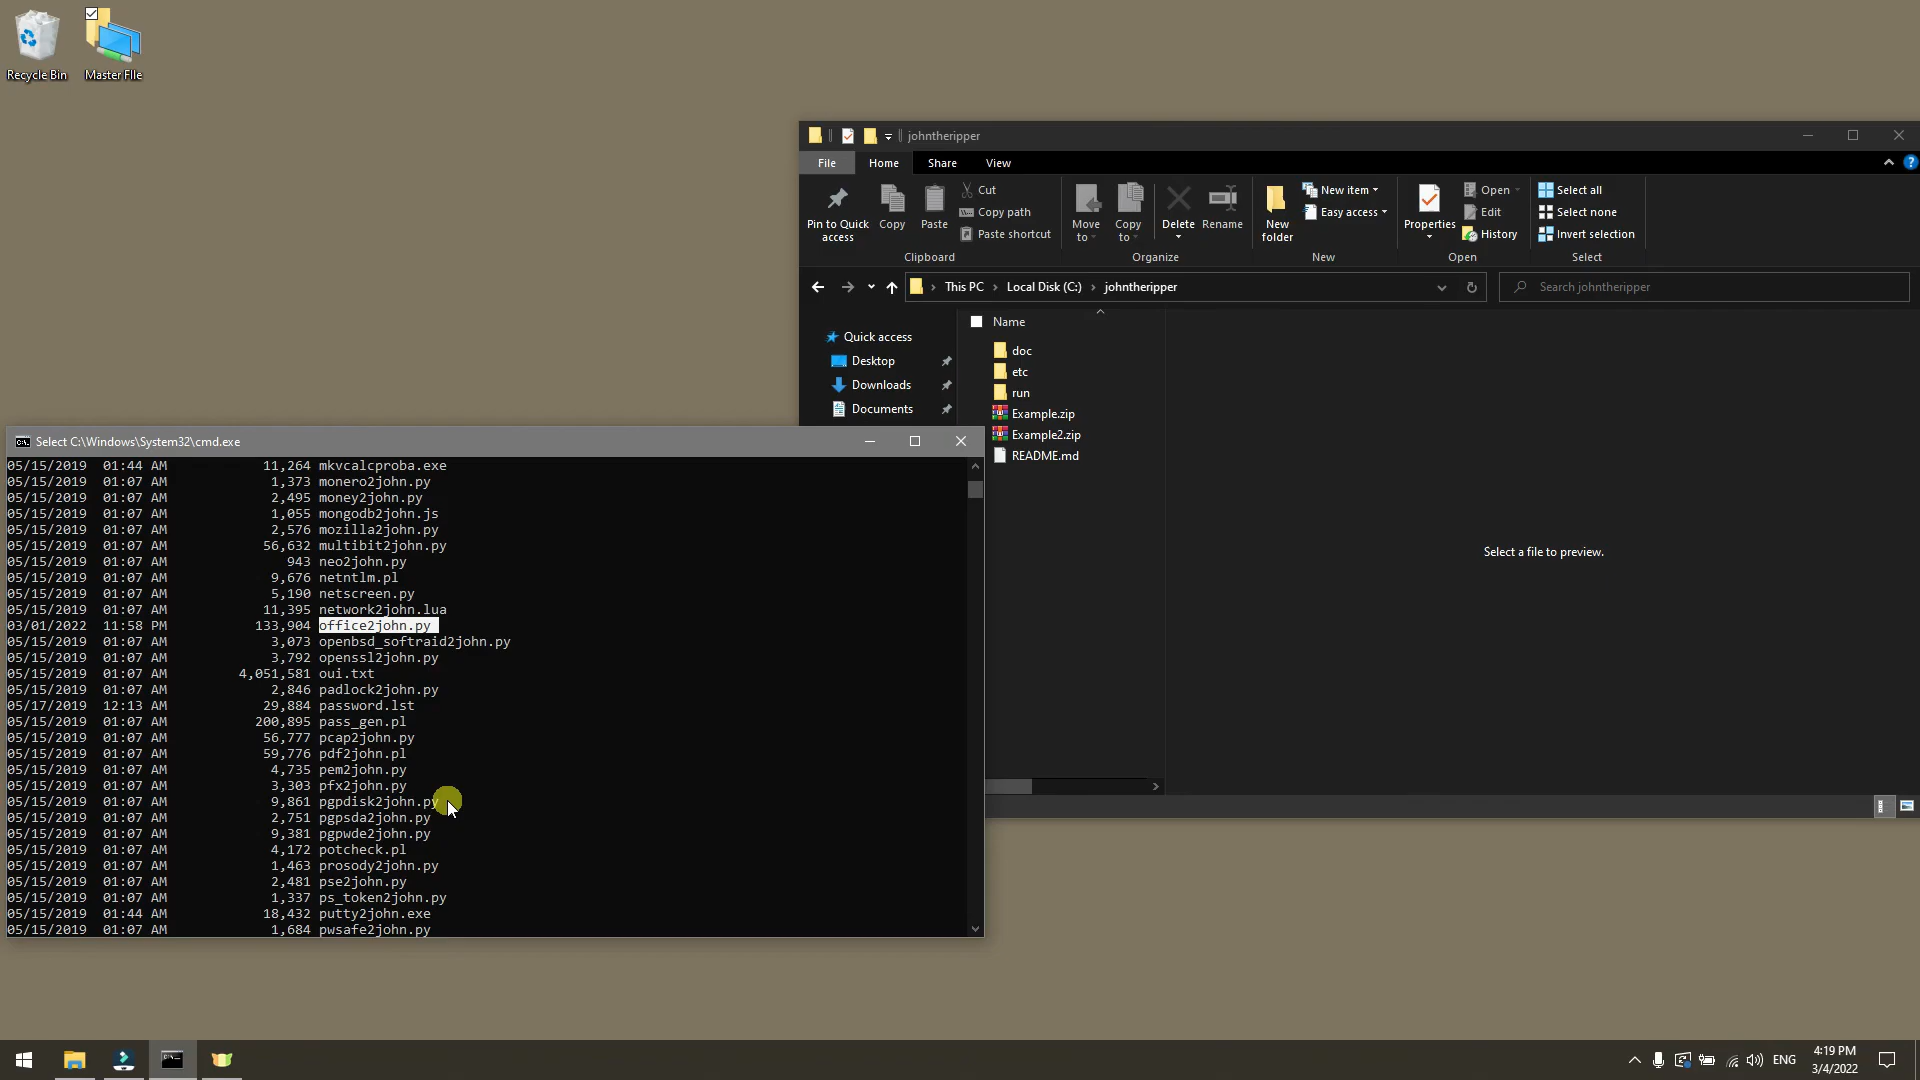 Recycle Bin
Master FIle
johntheripper
File Home Share View
Pin to Quick access
Copy
Paste
Cut
Copy path
Paste shortcut
Clipboard
Move to
Copy to
Delete
Rename
Organize
New folder
New item
Easy access
New
Properties
Open
Edit
History
Open
Select all
Select none
Invert selection
Select
This PC > Local Disk (C:) > johntheripper
Search johntheripper
Quick access
Desktop
Downloads
Documents
Name
doc
etc
run
Example.zip
Example2.zip
README.md
Select a file to preview.
C:\.
Select C:\Windows\System32\cmd.exe
05/15/2019 01:44 AM 11,264 mkvcalcproba.exe
05/15/2019 01:07 AM 1,373 monero2john.py
05/15/2019 01:07 AM 2,495 money2john.py
05/15/2019 01:07 AM 1,055 mongodb2john.js
05/15/2019 01:07 AM 2,576 mozilla2john.py
05/15/2019 01:07 AM 56,632 multibit2john.py
05/15/2019 01:07 AM 943 neo2john.py
05/15/2019 01:07 AM 9,676 netntlm.pl
05/15/2019 01:07 AM 5,190 netscreen.py
05/15/2019 01:07 AM 11,395 network2john.lua
03/01/2022 11:58 PM 133,904 office2john.py
05/15/2019 01:07 AM 3,073 openbsd_softraid2john.py
05/15/2019 01:07 AM 3,792 openssl2john.py
05/15/2019 01:07 AM 4,051,581 oui.txt
05/15/2019 01:07 AM 2,846 padlock2john.py
05/17/2019 12:13 AM 29,884 password.lst
05/15/2019 01:07 AM 200,895 pass_gen.pl
05/15/2019 01:07 AM 56,777 pcap2john.py
05/15/2019 01:07 AM 59,776 pdf2john.pl
05/15/2019 01:07 AM 4,735 pem2john.py
05/15/2019 01:07 AM 3,303 pfx2john.py
05/15/2019 01:07 AM 9,861 pgpdisk2john.py
05/15/2019 01:07 AM 2,751 pgpsda2john.py
05/15/2019 01:07 AM 9,381 pgpwde2john.py
05/15/2019 01:07 AM 4,172 potcheck.pl
05/15/2019 01:07 AM 1,463 prosody2john.py
05/15/2019 01:07 AM 2,481 pse2john.py
05/15/2019 01:07 AM 1,337 ps_token2john.py
05/15/2019 01:44 AM 18,432 putty2john.exe
05/15/2019 01:07 AM 1,684 pwsafe2john.py
ENG
4:19 PM
3/4/2022